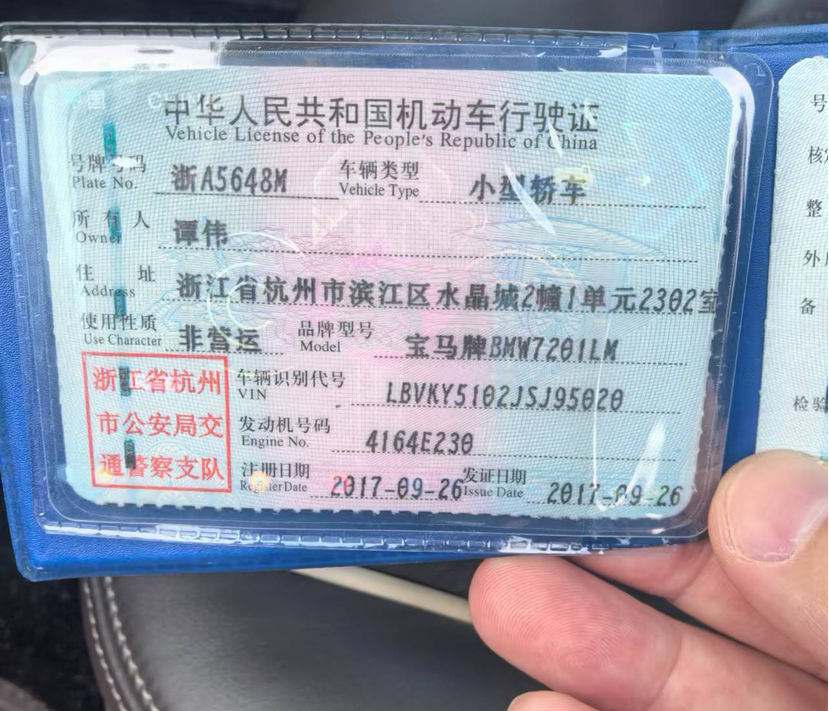 中华人民共和国机动车行驶证
Vehicle License of the People's Republic of China
号牌号码 浙A5648M 车辆类型 小型轿车
Plate No. Vehicle Type
所有人 谭伟
Owner
住址 浙江省杭州市滨江区水晶城2幢1单元2302室
Address
使用性质 非营运 品牌型号 宝马牌BMW7201LM
Use Character Model
浙江省杭州
市公安局交
通警察支队
车辆识别代号 LBVKY5102JSJ95020
VIN
发动机号码 4164E230
Engine No.
注册日期 2017-09-26 发证日期 2017-09-26
Register Date Issue Date
号
核定
整
备
检验